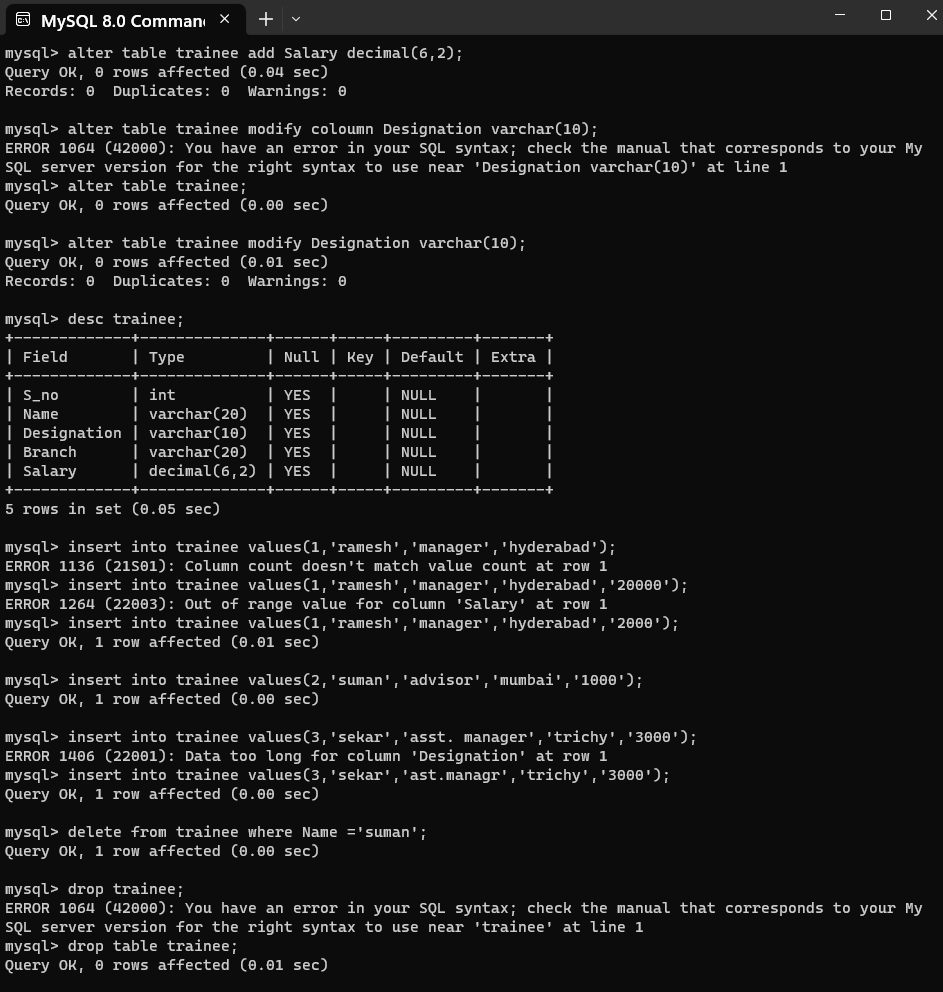 MySQL 8.0 Comman
mysql> alter table trainee add Salary decimal(6,2);
Query OK, 0 rows affected (0.04 sec)
Records: 0  Duplicates: 0  Warnings: 0
mysql> alter table trainee modify coloumn Designation varchar(10);
ERROR 1064 (42000): You have an error in your SQL syntax; check the manual that corresponds to your My
SQL server version for the right syntax to use near 'Designation varchar(10)' at line 1
mysql> alter table trainee;
Query OK, 0 rows affected (0.00 sec)
mysql> alter table trainee modify Designation varchar(10);
Query OK, 0 rows affected (0.01 sec)
Records: 0  Duplicates: 0  Warnings: 0
mysql> desc trainee;
+-------------+--------------+------+-----+---------+-------+
| Field       | Type         | Null | Key | Default | Extra |
+-------------+--------------+------+-----+---------+-------+
| S_no        | int          | YES  |     | NULL    |       |
| Name        | varchar(20)  | YES  |     | NULL    |       |
| Designation | varchar(10)  | YES  |     | NULL    |       |
| Branch      | varchar(20)  | YES  |     | NULL    |       |
| Salary      | decimal(6,2) | YES  |     | NULL    |       |
+-------------+--------------+------+-----+---------+-------+
5 rows in set (0.05 sec)
mysql> insert into trainee values(1,'ramesh','manager','hyderabad');
ERROR 1136 (21S01): Column count doesn't match value count at row 1
mysql> insert into trainee values(1,'ramesh','manager','hyderabad','20000');
ERROR 1264 (22003): Out of range value for column 'Salary' at row 1
mysql> insert into trainee values(1,'ramesh','manager','hyderabad','2000');
Query OK, 1 row affected (0.01 sec)
mysql> insert into trainee values(2,'suman','advisor','mumbai','1000');
Query OK, 1 row affected (0.00 sec)
mysql> insert into trainee values(3,'sekar','asst. manager','trichy','3000');
ERROR 1406 (22001): Data too long for column 'Designation' at row 1
mysql> insert into trainee values(3,'sekar','ast.managr','trichy','3000');
Query OK, 1 row affected (0.00 sec)
mysql> delete from trainee where Name ='suman';
Query OK, 1 row affected (0.00 sec)
mysql> drop trainee;
ERROR 1064 (42000): You have an error in your SQL syntax; check the manual that corresponds to your My
SQL server version for the right syntax to use near 'trainee' at line 1
mysql> drop table trainee;
Query OK, 0 rows affected (0.01 sec)